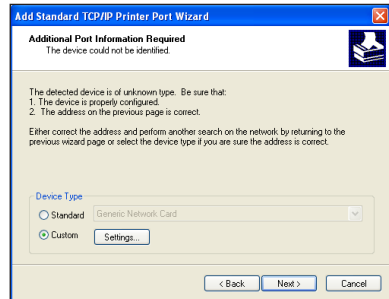 Add Standard TCP/IP Printer Port Wizard
Additional Port Information Required
The device could not be identified.
The detected device is of unknown type. Be sure that:
1. The device is properly configured.
2. The address on the previous page is correct.
Either correct the address and perform another search on the network by returning to the
previous wizard page or select the device type if you are sure the address is correct.
Device Type
Standard Generic Network Card
Custom Settings...
< Back Next > Cancel